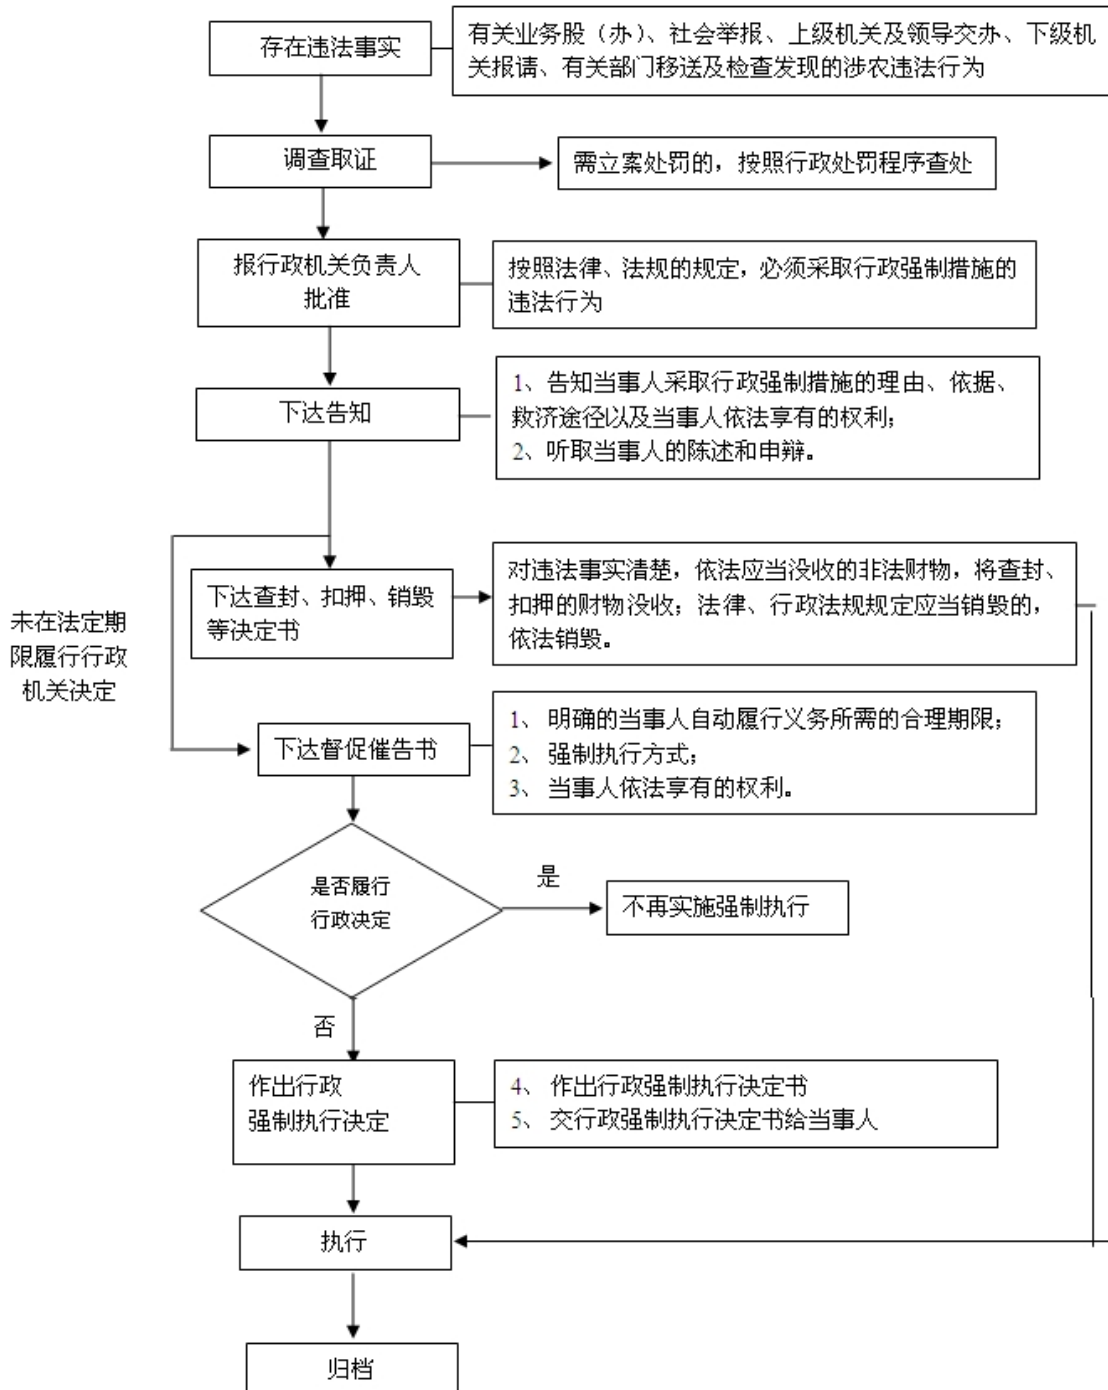 存在违法事实
有关业务股（办）、社会举报、上级机关及领导交办、下级机
关报请、有关部门移送及检查发现的涉农违法行为
调查取证
需立案处罚的，按照行政处罚程序查处
报行政机关负责人
批准
按照法律、法规的规定，必须采取行政强制措施的
违法行为
下达告知
1、告知当事人采取行政强制措施的理由、依据、
救济途径以及当事人依法享有的权利；
2、听取当事人的陈述和申辩。
下达查封、扣押、销毁
等决定书
对违法事实清楚，依法应当没收的非法财物，将查封、
扣押的财物没收；法律、行政法规规定应当销毁的，
依法销毁。
未在法定期
限履行行政
机关决定
下达督促催告书
1、 明确的当事人自动履行义务所需的合理期限；
2、 强制执行方式；
3、 当事人依法享有的权利。
是否履行
行政决定
是
不再实施强制执行
否
作出行政
强制执行决定
4、 作出行政强制执行决定书
5、 交行政强制执行决定书给当事人
执行
归档